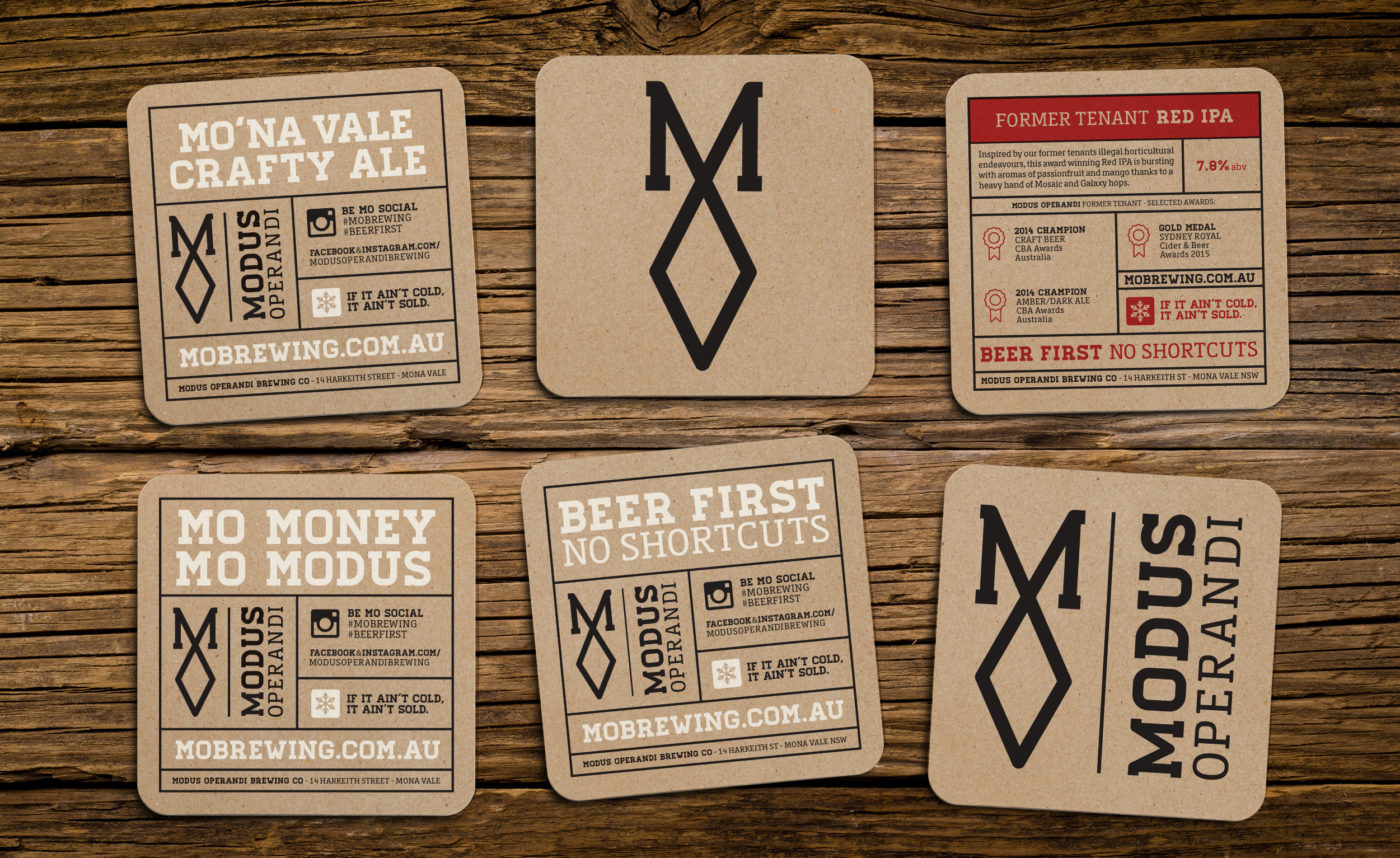 MO'NA VALE
CRAFTY ALE
MODUS
OPERANDI
BE MO SOCIAL
#MOBREWING
#BEERFIRST
FACEBOOK&INSTAGRAM.COM/
MODUSOPERANDIBREWING
IF IT AIN'T COLD,
IT AIN'T SOLD.
MOBREWING.COM.AU
MODUS OPERANDI BREWING CO - 14 HARKEITH STREET - MONA VALE
M
FORMER TENANT RED IPA
Inspired by our former tenants illegal horticultural
endeavours, this award winning Red IPA is bursting
with aromas of passionfruit and mango thanks to a
heavy hand of Mosaic and Galaxy hops.
7.8% abv
MODUS OPERANDI FORMER TENANT - SELECTED AWARDS:
2014 CHAMPION
CRAFT BEER
CBA Awards
Australia
GOLD MEDAL
SYDNEY ROYAL
Cider & Beer
Awards 2015
2014 CHAMPION
AMBER/DARK ALE
CBA Awards
Australia
MOBREWING.COM.AU
IF IT AIN'T COLD,
IT AIN'T SOLD.
BEER FIRST NO SHORTCUTS
MODUS OPERANDI BREWING CO - 14 HARKEITH ST - MONA VALE NSW
MO MONEY
MO MODUS
MODUS
OPERANDI
BE MO SOCIAL
#MOBREWING
#BEERFIRST
FACEBOOK&INSTAGRAM.COM/
MODUSOPERANDIBREWING
IF IT AIN'T COLD,
IT AIN'T SOLD.
MOBREWING.COM.AU
MODUS OPERANDI BREWING CO - 14 HARKEITH STREET - MONA VALE
BEER FIRST
NO SHORTCUTS
MODUS
OPERANDI
BE MO SOCIAL
#MOBREWING
#BEERFIRST
FACEBOOK&INSTAGRAM.COM/
MODUSOPERANDIBREWING
IF IT AIN'T COLD,
IT AIN'T SOLD.
MOBREWING.COM.AU
MODUS OPERANDI BREWING CO - 14 HARKEITH ST - MONA VALE NSW
MODUS
OPERANDI